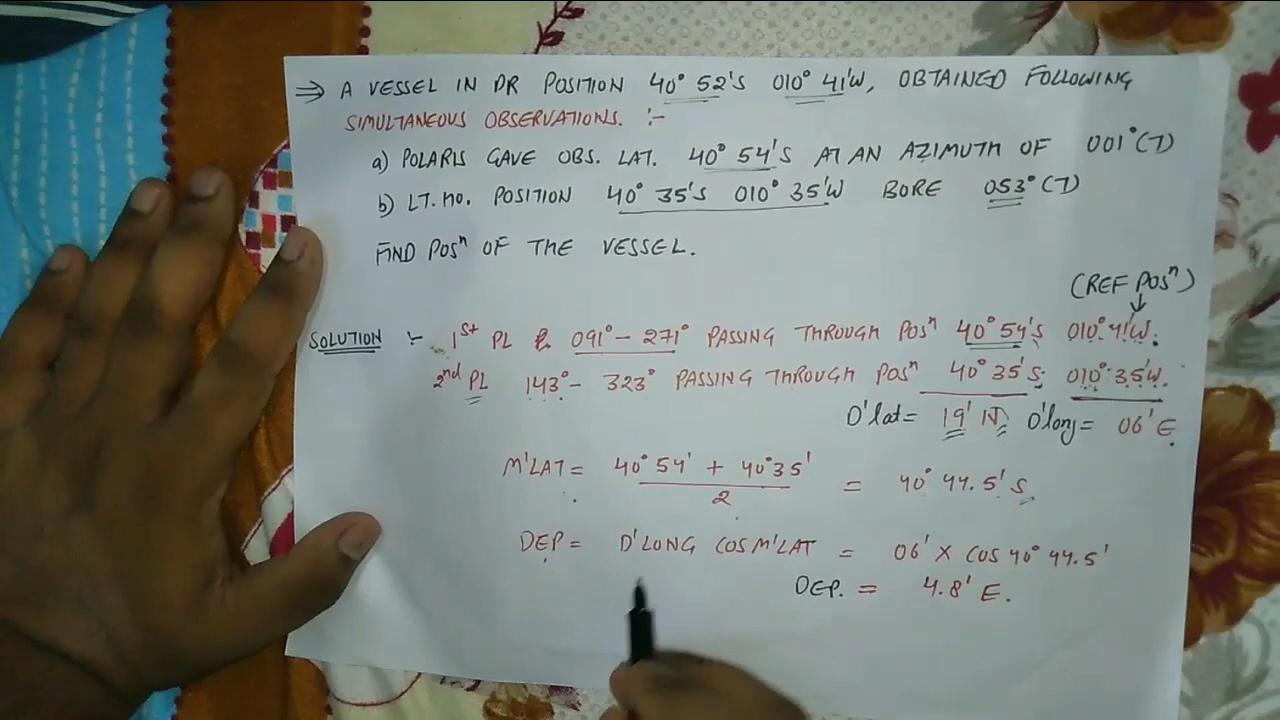 ⇒ A VESSEL IN DR POSITION 40° 52'S 010° 41'W, OBTAINED FOLLOWING
SIMULTANEOUS OBSERVATIONS. :-
a) POLARIS GAVE OBS. LAT. 40° 54'S AT AN AZIMUTH OF 001°(T)
b) LT. HO. POSITION 40° 35'S 010° 35'W BORE 053°(T)
FIND POSⁿ OF THE VESSEL.
(REF POSⁿ)
SOLUTION :- 1st PL 091° - 271° PASSING THROUGH POSⁿ 40° 54'S 010° 41'W.
2nd PL 143° - 323° PASSING THROUGH POSⁿ 40° 35'S 010° 35'W.
D'lat = 19' N D'long = 06' E
M'LAT = 40° 54' + 40° 35' / 2 = 40° 44.5' S
DEP = D'LONG COS M'LAT = 06' X COS 40° 44.5'
DEP. = 4.8' E.